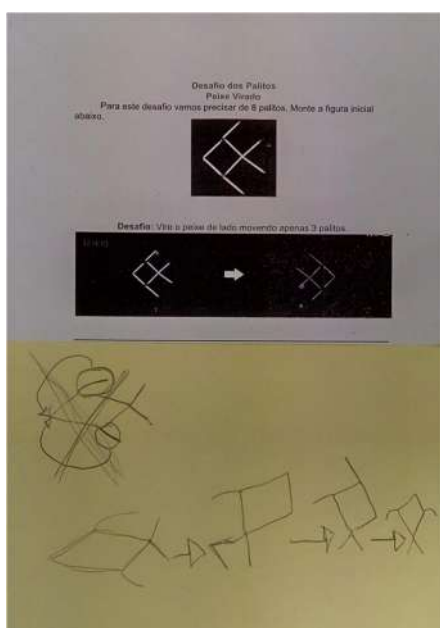 Desafio dos Palitos
Peixe Virado
Para este desafio vamos precisar de 8 palitos. Monte a figura inicial
abaixo.
Desafio: Vire o peixe de lado movendo apenas 3 palitos.